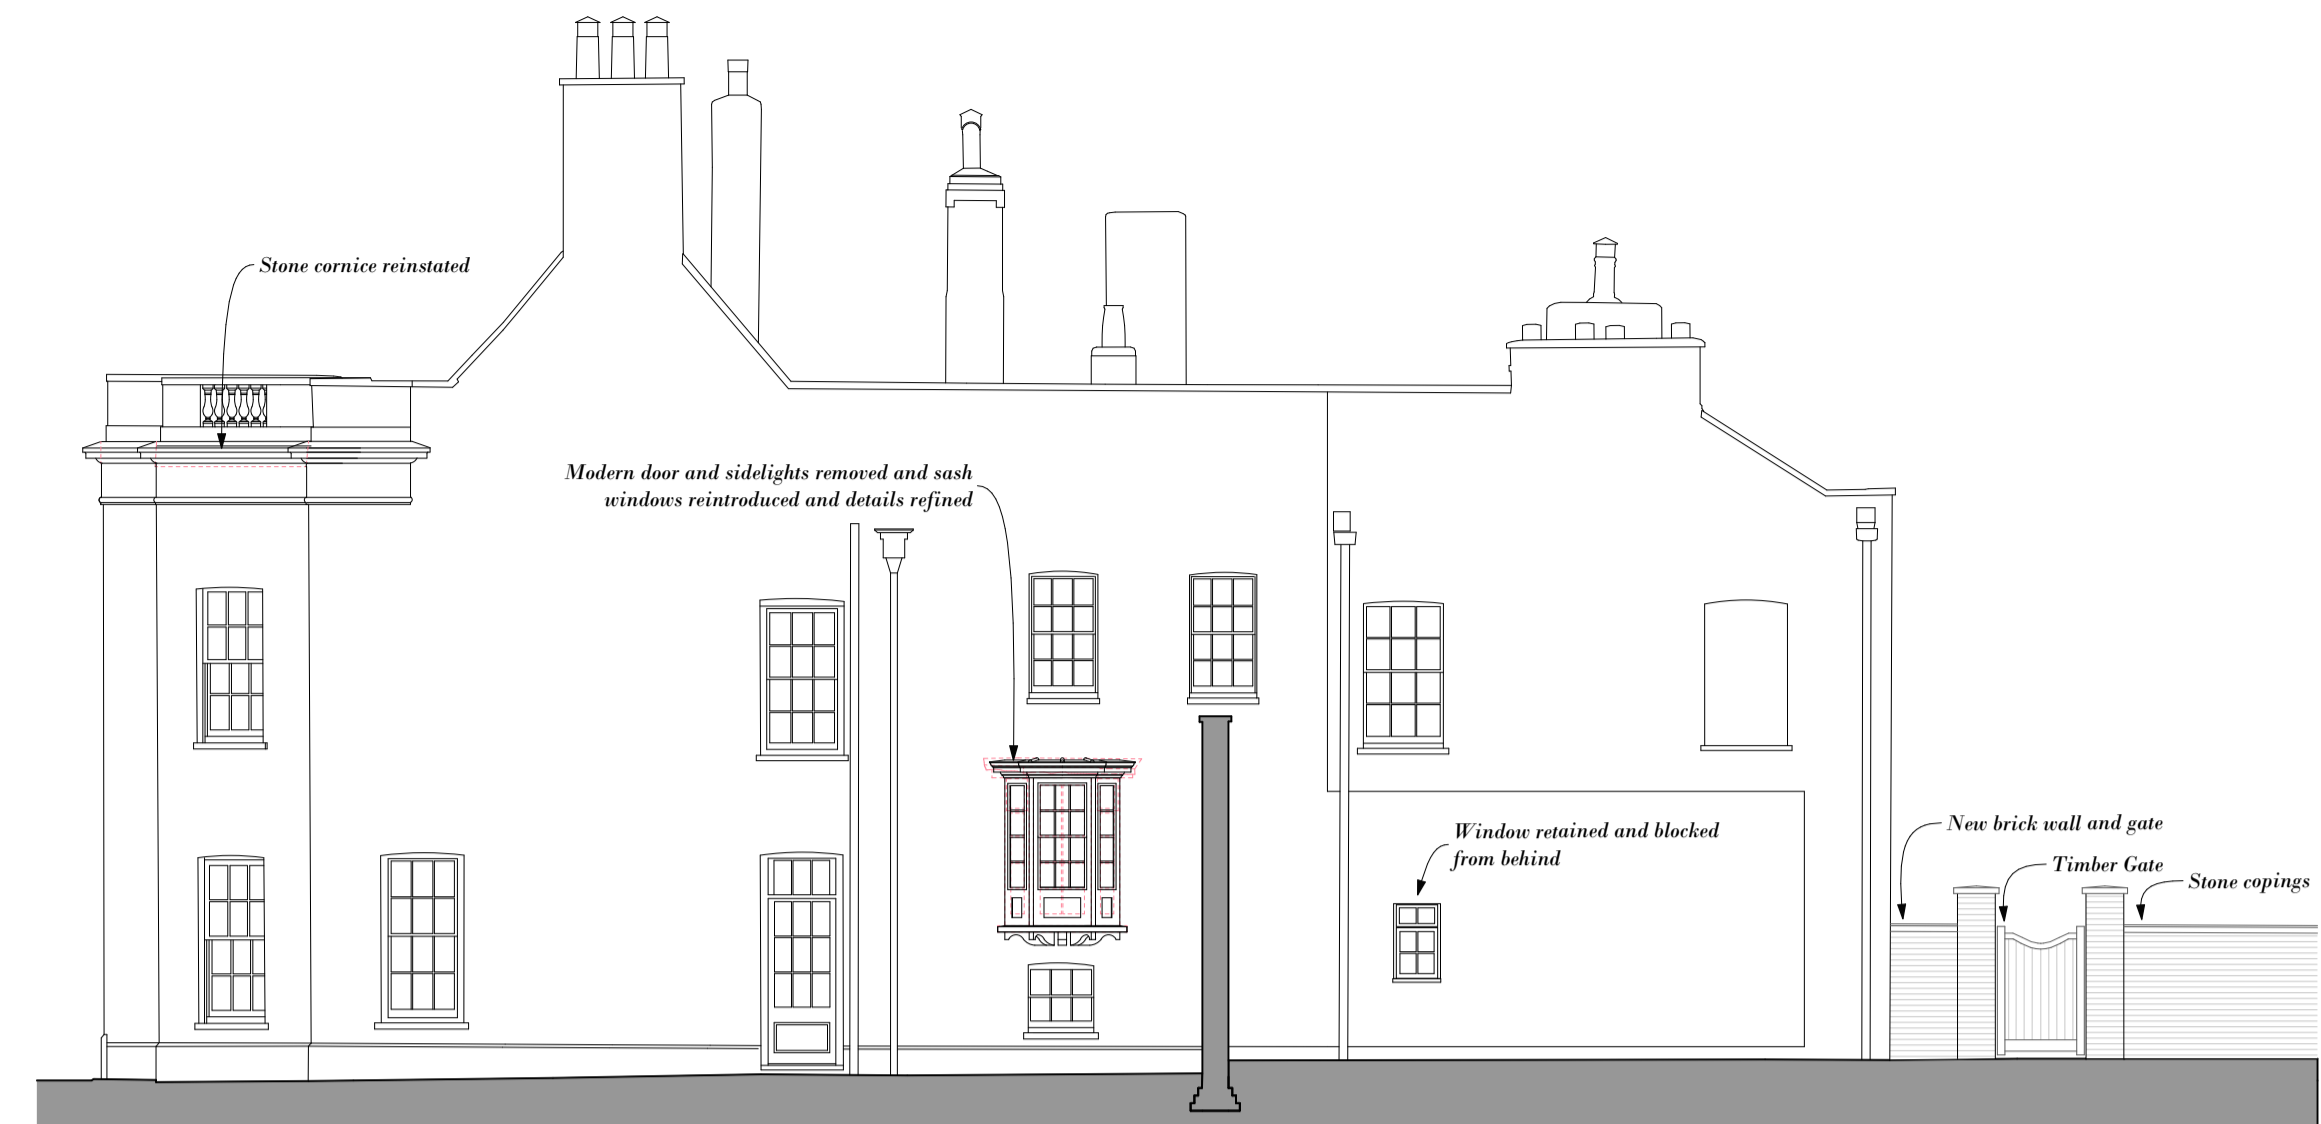 Stone cornice reinstated
Modern door and sidelights removed and sash
windows reintroduced and details refined
Window retained and blocked
from behind
New brick wall and gate
Timber Gate
Stone copings